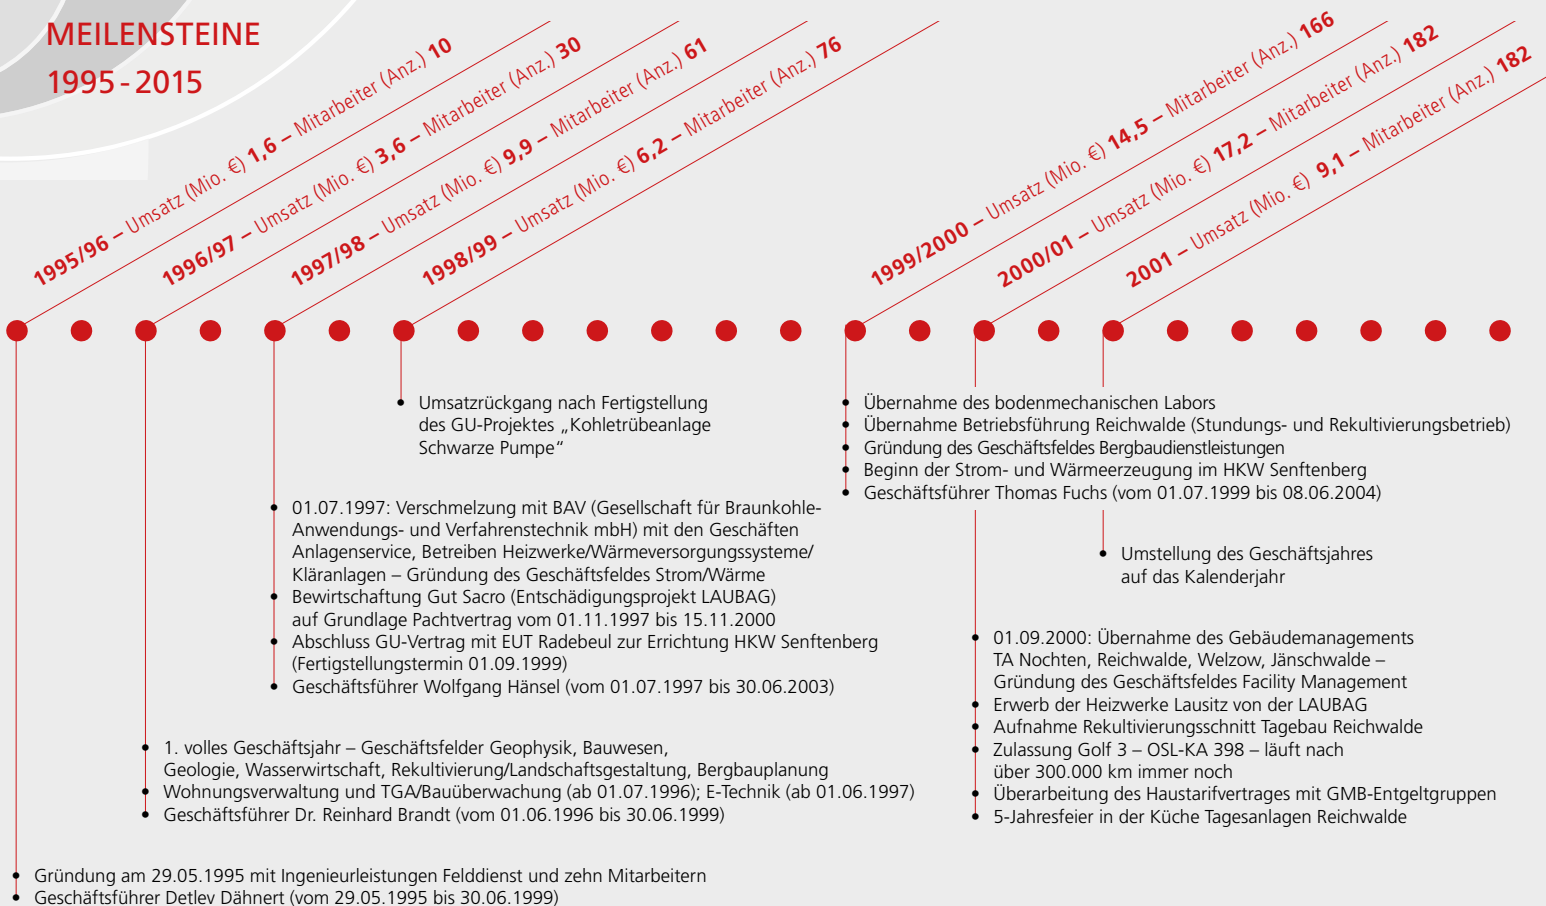 MEILENSTEINE
1995 - 2015
1995/96 – Umsatz (Mio. €) 1,6 – Mitarbeiter (Anz.) 10
1996/97 – Umsatz (Mio. €) 3,6 – Mitarbeiter (Anz.) 30
1997/98 – Umsatz (Mio. €) 9,9 – Mitarbeiter (Anz.) 61
1998/99 – Umsatz (Mio. €) 6,2 – Mitarbeiter (Anz.) 76
1999/2000 – Umsatz (Mio. €) 14,5 – Mitarbeiter (Anz.) 166
2000/01 – Umsatz (Mio. €) 17,2 – Mitarbeiter (Anz.) 182
2001 – Umsatz (Mio. €) 9,1 – Mitarbeiter (Anz.) 182
• Umsatzrückgang nach Fertigstellung
des GU-Projektes „Kohletrübeanlage
Schwarze Pumpe“
• 01.07.1997: Verschmelzung mit BAV (Gesellschaft für Braunkohle-
Anwendungs- und Verfahrenstechnik mbH) mit den Geschäften
Anlagenservice, Betreiben Heizwerke/Wärmeversorgungssysteme/
Kläranlagen – Gründung des Geschäftsfeldes Strom/Wärme
• Bewirtschaftung Gut Sacro (Entschädigungsprojekt LAUBAG)
auf Grundlage Pachtvertrag vom 01.11.1997 bis 15.11.2000
• Abschluss GU-Vertrag mit EUT Radebeul zur Errichtung HKW Senftenberg
(Fertigstellungstermin 01.09.1999)
• Geschäftsführer Wolfgang Hänsel (vom 01.07.1997 bis 30.06.2003)
• 1. volles Geschäftsjahr – Geschäftsfelder Geophysik, Bauwesen,
Geologie, Wasserwirtschaft, Rekultivierung/Landschaftsgestaltung, Bergbauplanung
• Wohnungsverwaltung und TGA/Bauüberwachung (ab 01.07.1996); E-Technik (ab 01.06.1997)
• Geschäftsführer Dr. Reinhard Brandt (vom 01.06.1996 bis 30.06.1999)
• Gründung am 29.05.1995 mit Ingenieurleistungen Felddienst und zehn Mitarbeitern
• Geschäftsführer Detlev Dähnert (vom 29.05.1995 bis 30.06.1999)
• Übernahme des bodenmechanischen Labors
• Übernahme Betriebsführung Reichwalde (Stundungs- und Rekultivierungsbetrieb)
• Gründung des Geschäftsfeldes Bergbaudienstleistungen
• Beginn der Strom- und Wärmeerzeugung im HKW Senftenberg
• Geschäftsführer Thomas Fuchs (vom 01.07.1999 bis 08.06.2004)
• Umstellung des Geschäftsjahres
auf das Kalenderjahr
• 01.09.2000: Übernahme des Gebäudemanagements
TA Nochten, Reichwalde, Welzow, Jänschwalde –
Gründung des Geschäftsfeldes Facility Management
• Erwerb der Heizwerke Lausitz von der LAUBAG
• Aufnahme Rekultivierungsschnitt Tagebau Reichwalde
• Zulassung Golf 3 – OSL-KA 398 – läuft nach
über 300.000 km immer noch
• Überarbeitung des Haustarifvertrages mit GMB-Entgeltgruppen
• 5-Jahresfeier in der Küche Tagesanlagen Reichwalde